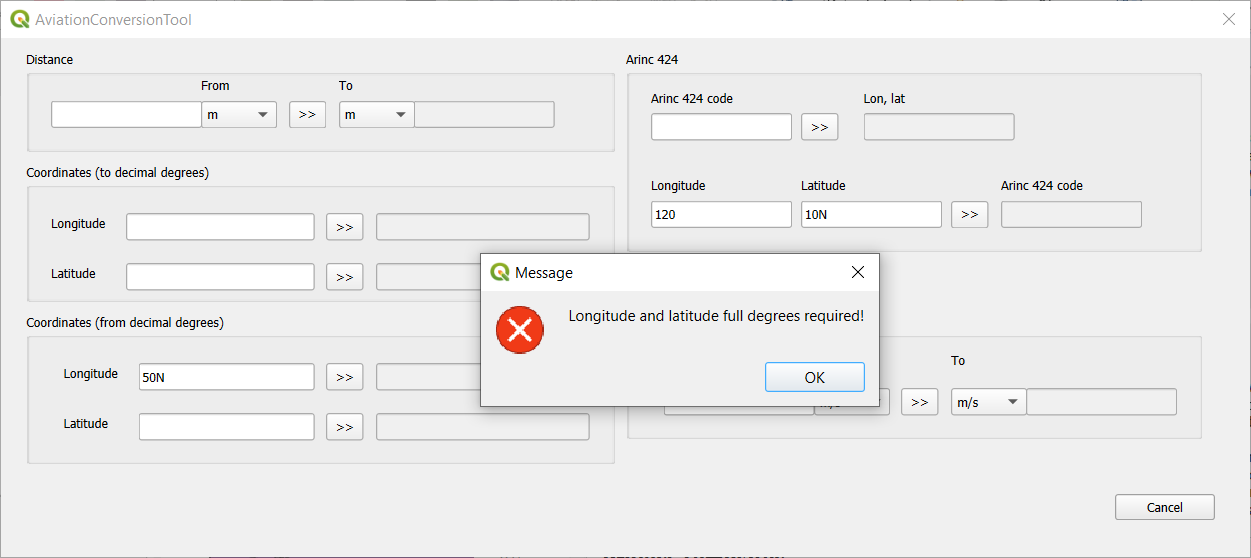 AviationConversionTool
Distance
From
To
m
>>
m
Coordinates (to decimal degrees)
Longitude
>>
Latitude
>>
Coordinates (from decimal degrees)
Longitude
50N
>>
Latitude
>>
Arinc 424
Arinc 424 code
Lon, lat
>>
Longitude
Latitude
Arinc 424 code
120
10N
>>
Message
Longitude and latitude full degrees required!
OK
To
>>
m/s
Cancel